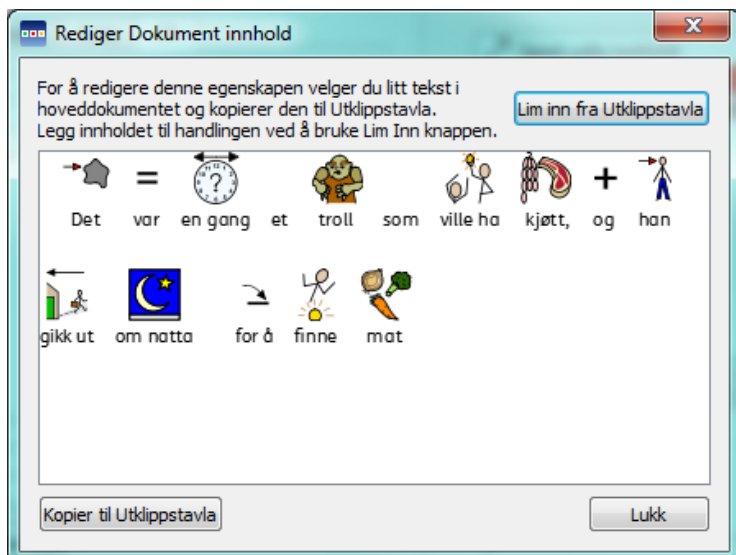 Rediger Dokument innhold
For å redigere denne egenskapen velger du litt tekst i
hoveddokumentet og kopierer den til Utklippstavla.
Legg innholdet til handlingen ved å bruke Lim Inn knappen.
Lim inn fra Utklippstavla
Det var en gang et troll som ville ha kjøtt, og han
gikk ut om natta for å finne mat
Kopier til Utklippstavla
Lukk